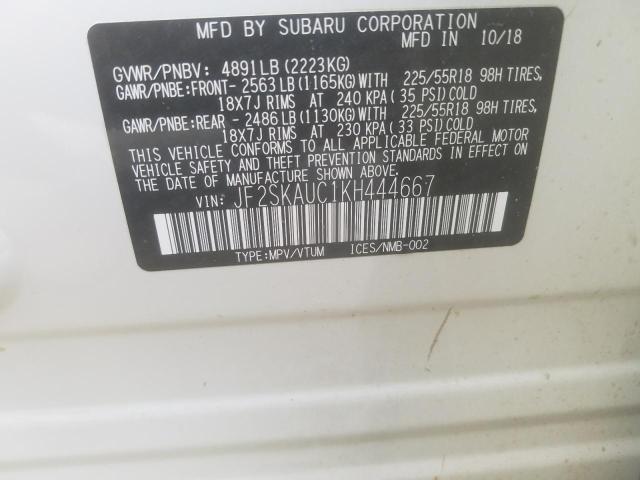 MFD BY SUBARU CORPORATION
MFD IN 10/18
GVWR/PNBV: 4891LB (2223KG)
GAWR/PNBE:FRONT- 2563LB (1165KG)WITH 225/55R18 98H TIRES,
18X7J RIMS AT 240 KPA (35 PSI)COLD
GAWR/PNBE:REAR - 2486LB (1130KG)WITH 225/55R18 98H TIRES,
18X7J RIMS AT 230 KPA (33 PSI)COLD
THIS VEHICLE CONFORMS TO ALL APPLICABLE FEDERAL MOTOR
VEHICLE SAFETY AND THEFT PREVENTION STANDARDS IN EFFECT ON
THE DATE OF MANUFACTURE SHOWN ABOVE.
VIN: JF2SKAUC1KH444667
TYPE:MPV/VTUM ICES/NMB-002